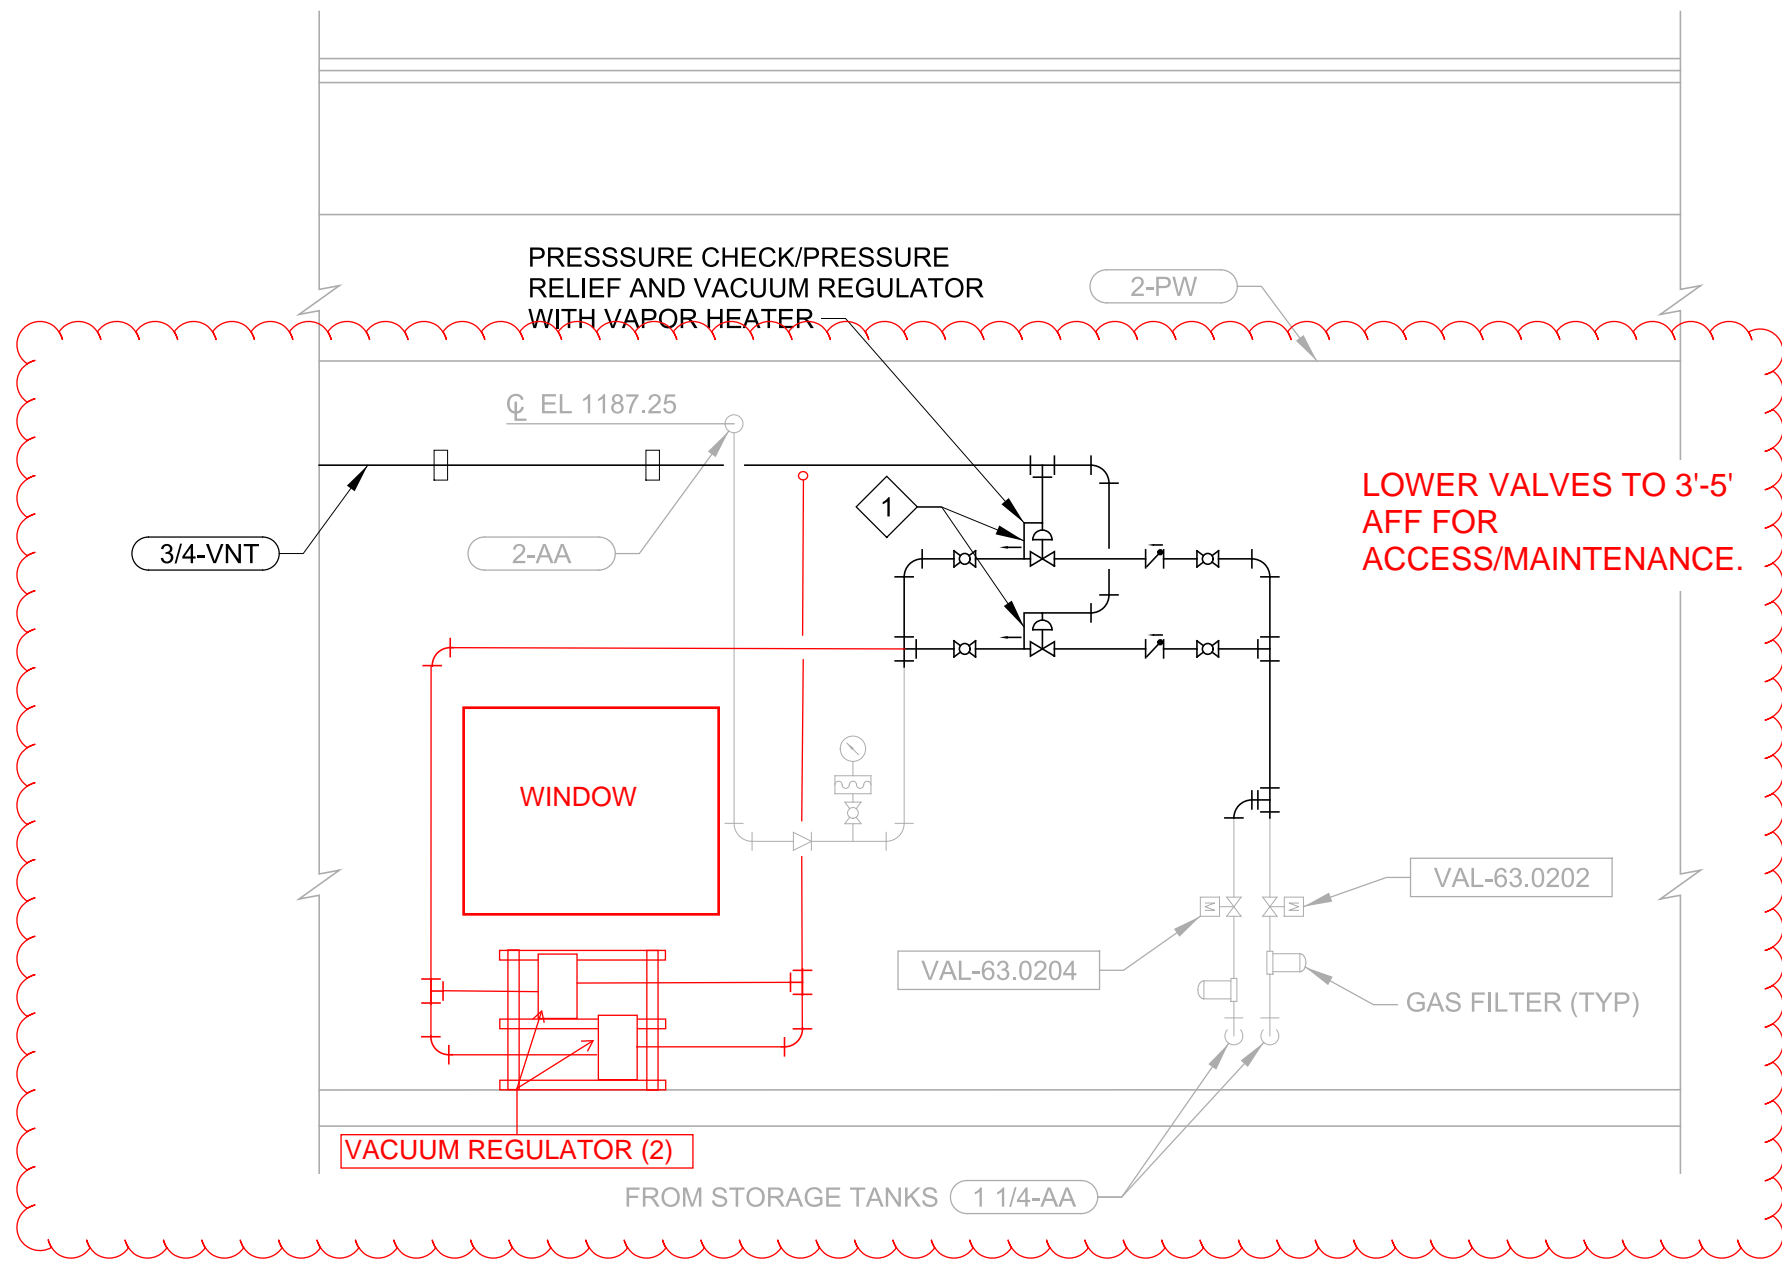 PRESSSURE CHECK/PRESSURE
RELIEF AND VACUUM REGULATOR
WITH VAPOR HEATER
2-PW
℄ EL 1187.25
LOWER VALVES TO 3'-5'
AFF FOR
ACCESS/MAINTENANCE.
1
3/4-VNT
2-AA
WINDOW
VAL-63.0202
M
M
VAL-63.0204
GAS FILTER (TYP)
VACUUM REGULATOR (2)
FROM STORAGE TANKS 1 1/4-AA